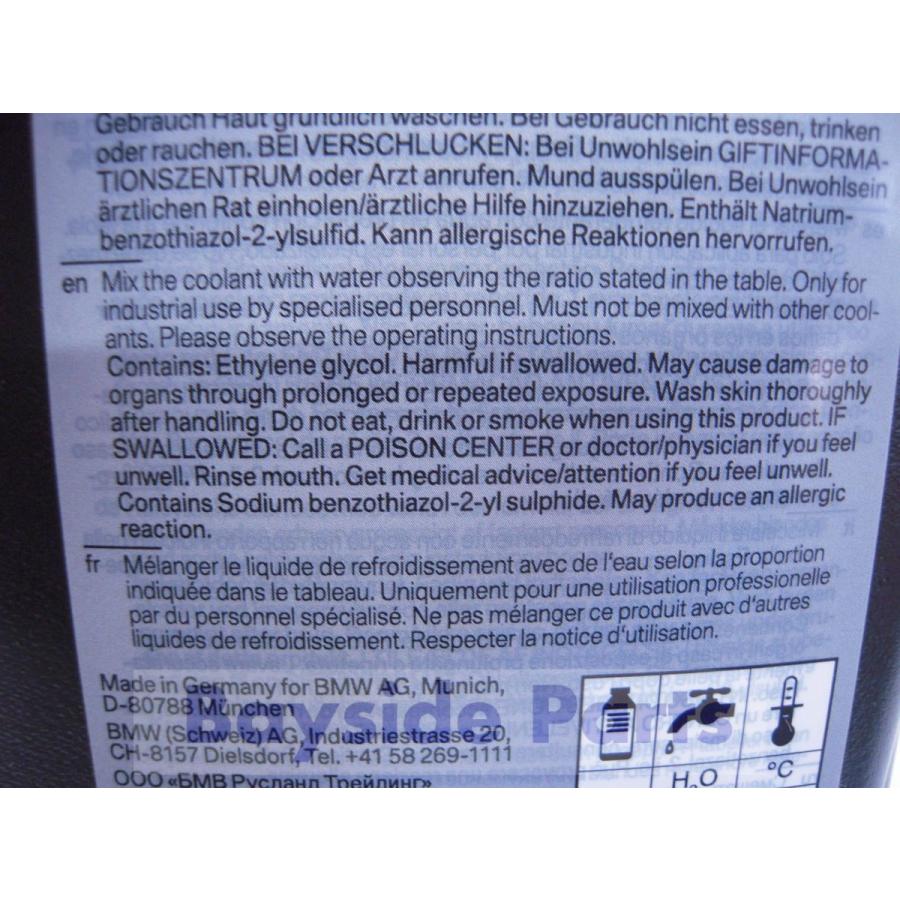 Gebrauch Haut gründlich waschen. Bei Gebrauch nicht essen, trinken
oder rauchen. BEI VERSCHLUCKEN: Bei Unwohlsein GIFTINFORMA-
TIONSZENTRUM oder Arzt anrufen. Mund ausspülen. Bei Unwohlsein
ärztlichen Rat einholen/ärztliche Hilfe hinzuziehen. Enthält Natrium-
benzothiazol-2-ylsulfid. Kann allergische Reaktionen hervorrufen.
en Mix the coolant with water observing the ratio stated in the table. Only for
industrial use by specialised personnel. Must not be mixed with other cool-
ants. Please observe the operating instructions.
Contains: Ethylene glycol. Harmful if swallowed. May cause damage to
organs through prolonged or repeated exposure. Wash skin thoroughly
after handling. Do not eat, drink or smoke when using this product. IF
SWALLOWED: Call a POISON CENTER or doctor/physician if you feel
unwell. Rinse mouth. Get medical advice/attention if you feel unwell.
Contains Sodium benzothiazol-2-yl sulphide. May produce an allergic
reaction.
fr Mélanger le liquide de refroidissement avec de l'eau selon la proportion
indiquée dans le tableau. Uniquement pour une utilisation professionelle
par du personnel spécialisé. Ne pas mélanger ce produit avec d'autres
liquides de refroidissement. Respecter la notice d'utilisation.
Made in Germany for BMW AG, Munich,
D-80788 München
BMW (Schweiz) AG, Industriestrasse 20,
CH-8157 Dielsdorf, Tel. +41 58 269-1111
ООО «БМВ Русланд Трейдинг»
Bayside Parts
H₂O
°C